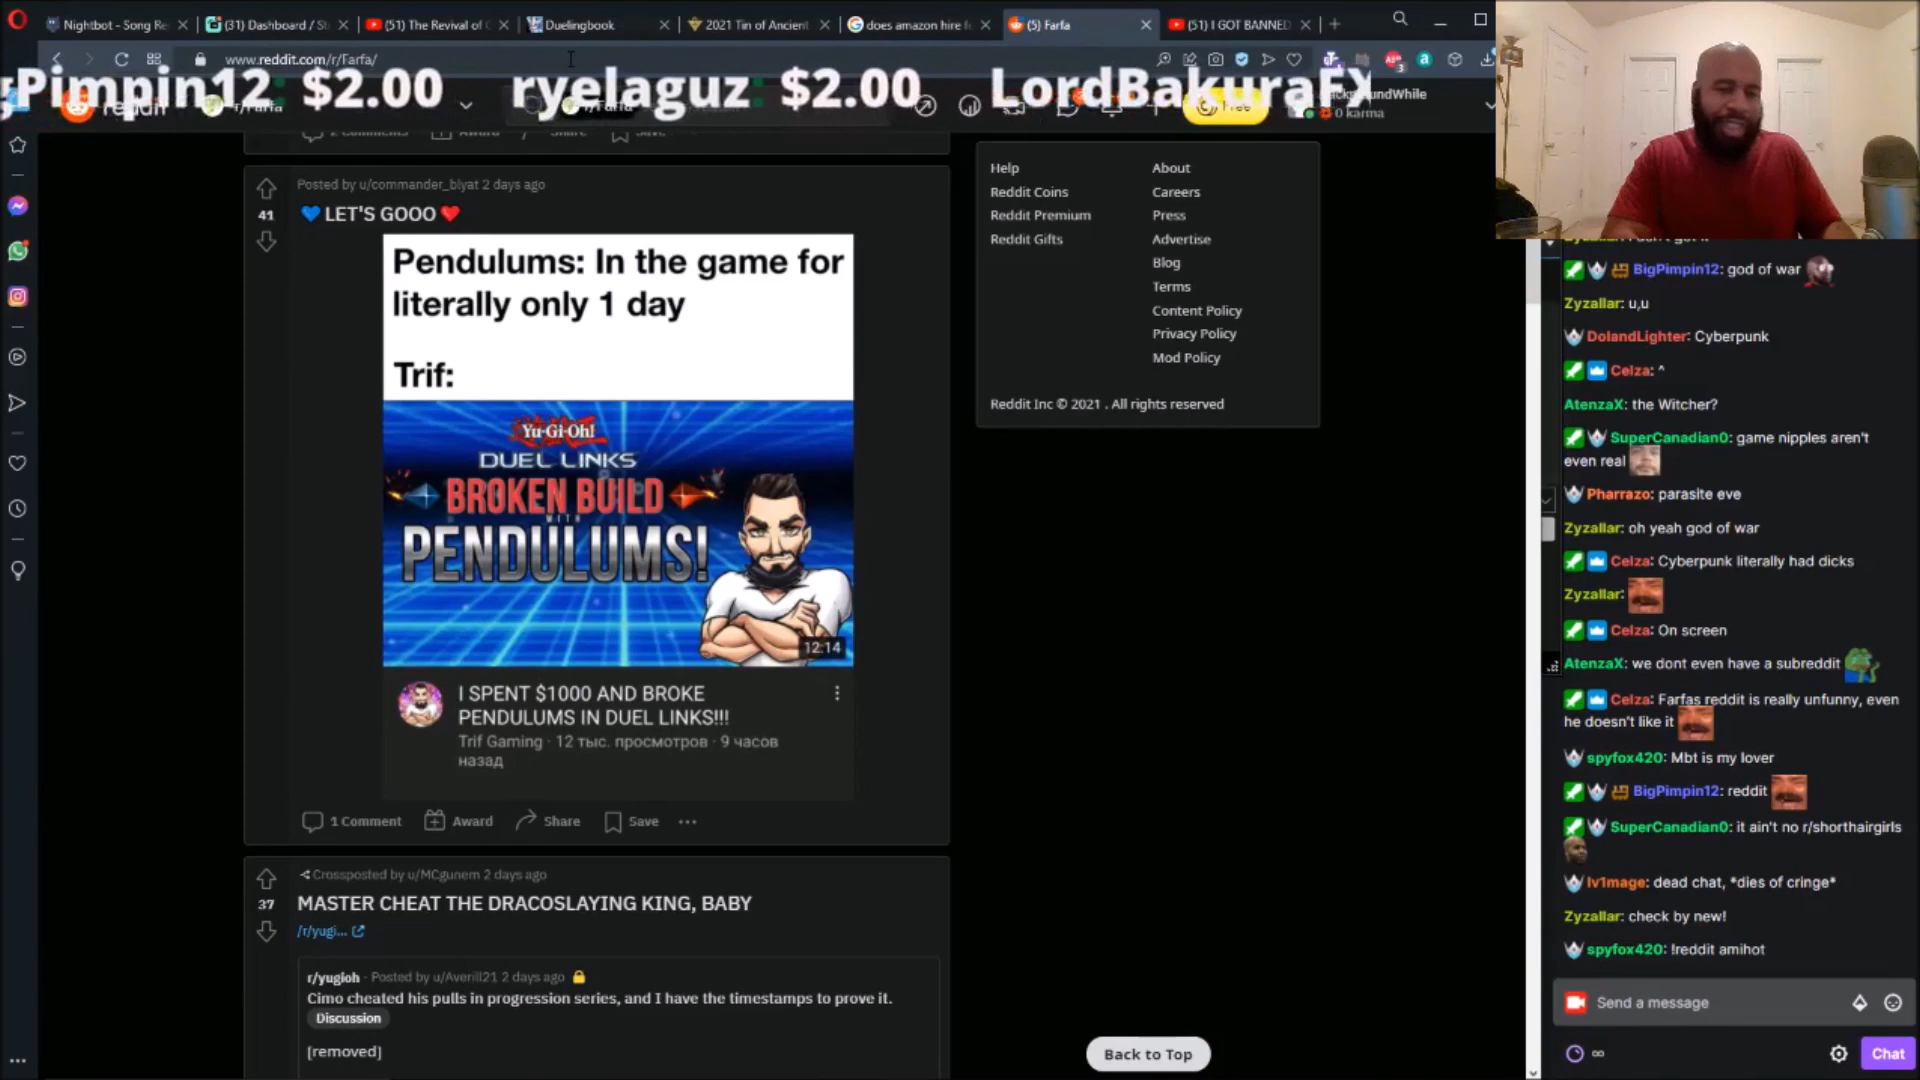 Nightbot - Song Re
(31) Dashboard / St
(51) The Revival of
Duelingbook
2021 Tin of Ancient
does amazon hire f
(5) Farfa
(51) I GOT BANNED
www.reddit.com/r/Farfa/
Pimpin12: $2.00 ryelaguz: $2.00 LordBakuraFX
Free
0 karma
2 Comments Award Share Save
Posted by u/commander_blyat 2 days ago
41
💙 LET'S GOOO ❤️
Pendulums: In the game for
literally only 1 day
Trif:
Yu-Gi-Oh!
DUEL LINKS
BROKEN BUILD
WITH
PENDULUMS!
12:14
I SPENT $1000 AND BROKE
PENDULUMS IN DUEL LINKS!!!
Trif Gaming · 12 тыс. просмотров · 9 часов
назад
1 Comment Award Share Save
Crossposted by u/MCgunem 2 days ago
37
MASTER CHEAT THE DRACOSLAYING KING, BABY
/r/yugi...
r/yugioh · Posted by u/Averill21 2 days ago
Cimo cheated his pulls in progression series, and I have the timestamps to prove it.
Discussion
[removed]
Help
Reddit Coins
Reddit Premium
Reddit Gifts
About
Careers
Press
Advertise
Blog
Terms
Content Policy
Privacy Policy
Mod Policy
Reddit Inc © 2021 . All rights reserved
Back to Top
BigPimpin12: god of war
Zyzallar: u,u
DolandLighter: Cyberpunk
Celza: ^
AtenzaX: the Witcher?
SuperCanadian0: game nipples aren't
even real
Pharrazo: parasite eve
Zyzallar: oh yeah god of war
Celza: Cyberpunk literally had dicks
Zyzallar:
Celza: On screen
AtenzaX: we dont even have a subreddit
Celza: Farfas reddit is really unfunny, even
he doesn't like it
spyfox420: Mbt is my lover
BigPimpin12: reddit
SuperCanadian0: it ain't no r/shorthairgirls
lv1mage: dead chat, *dies of cringe*
Zyzallar: check by new!
spyfox420: !reddit amihot
Send a message
∞
Chat